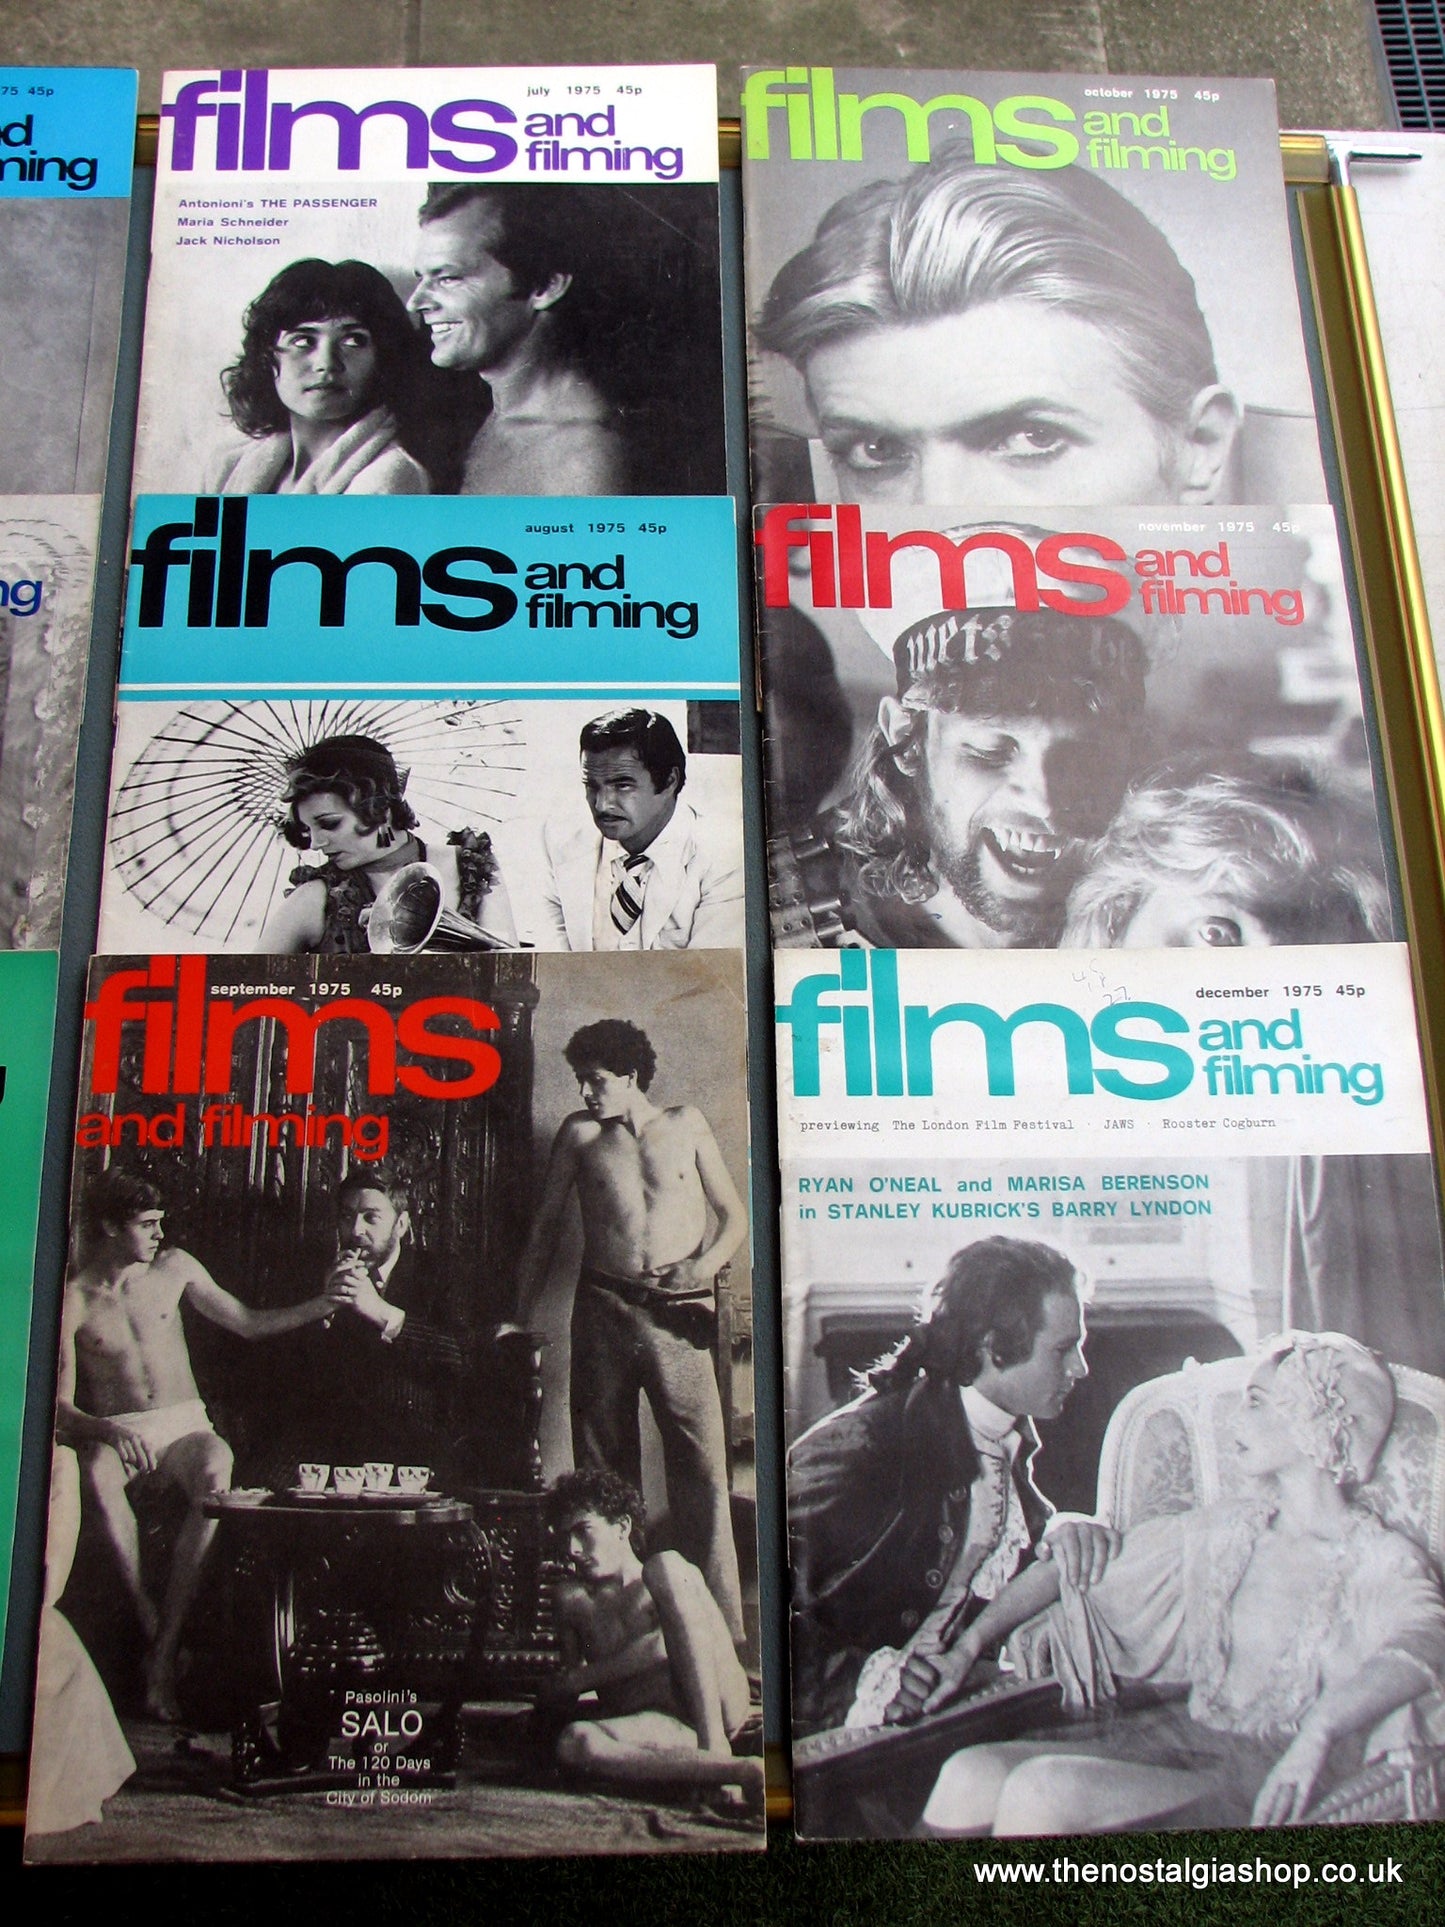 75 45p
ming
ng
films
and
filming
july 1975 45p
Antonioni's THE PASSENGER
Maria Schneider
Jack Nicholson
films
and
filming
october 1975 45p
films
and
filming
august 1975 45p
films
and
filming
november 1975 45p
films
and filming
september 1975 45p
Pasolini's
SALO
or
The 120 Days
in the
City of Sodom
films
and
filming
december 1975 45p
previewing The London Film Festival · JAWS · Rooster Cogburn
RYAN O'NEAL and MARISA BERENSON
in STANLEY KUBRICK'S BARRY LYNDON
www.thenostalgiashop.co.uk